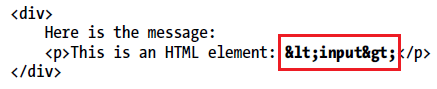 <div>
    Here is the message:
    <p>This is an HTML element: &lt;input&gt;</p>
</div>